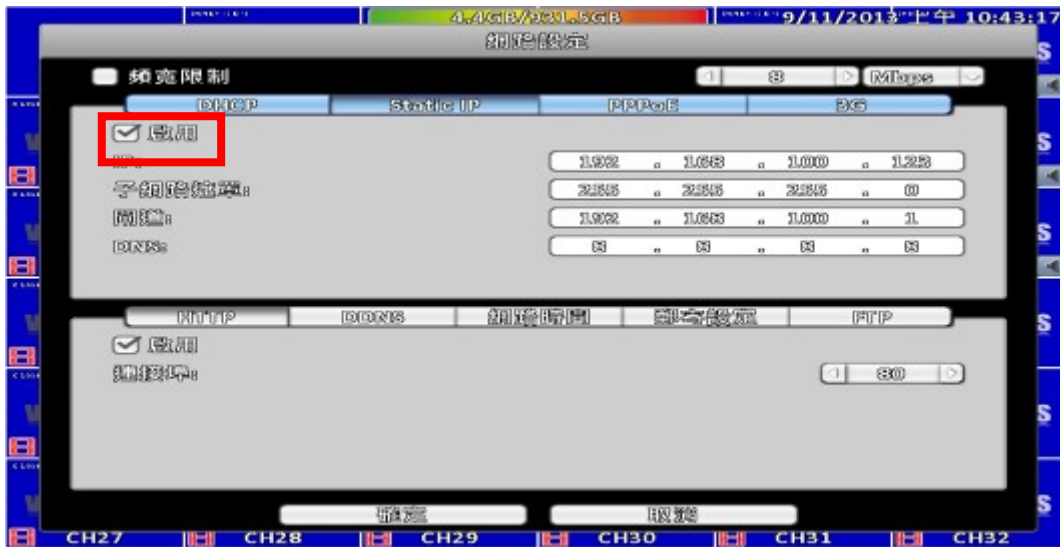 4.4GB/931.5GB 9/11/2013 上午 10:43:17
網路設定
頻寬限制 8 Mbps
DHCP Static IP PPPoE 3G
啟用
IP: 192 . 168 . 100 . 123
子網路遮罩: 255 . 255 . 255 . 0
閘道: 192 . 168 . 100 . 1
DNS: 8 . 8 . 8 . 8
HTTP DDNS 網路時間 郵寄設定 FTP
啟用
連接埠: 80
確定 取消
CH27 CH28 CH29 CH30 CH31 CH32